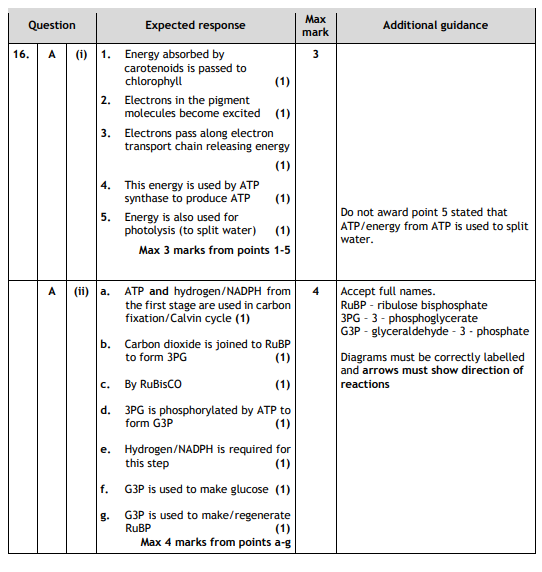 Question Expected response Max mark Additional guidance
16. A (i) 1. Energy absorbed by 3
carotenoids is passed to
chlorophyll (1)
2. Electrons in the pigment
molecules become excited (1)
3. Electrons pass along electron
transport chain releasing energy
(1)
4. This energy is used by ATP
synthase to produce ATP (1)
5. Energy is also used for
photolysis (to split water) (1)
Max 3 marks from points 1-5
Do not award point 5 stated that
ATP/energy from ATP is used to split
water.
A (ii) a. ATP and hydrogen/NADPH from 4
the first stage are used in carbon
fixation/Calvin cycle (1)
b. Carbon dioxide is joined to RuBP
to form 3PG (1)
c. By RuBisCO (1)
d. 3PG is phosphorylated by ATP to
form G3P (1)
e. Hydrogen/NADPH is required for
this step (1)
f. G3P is used to make glucose (1)
g. G3P is used to make/regenerate
RuBP (1)
Max 4 marks from points a-g
Accept full names.
RuBP – ribulose bisphosphate
3PG – 3 – phosphoglycerate
G3P – glyceraldehyde – 3 – phosphate
Diagrams must be correctly labelled
and arrows must show direction of
reactions